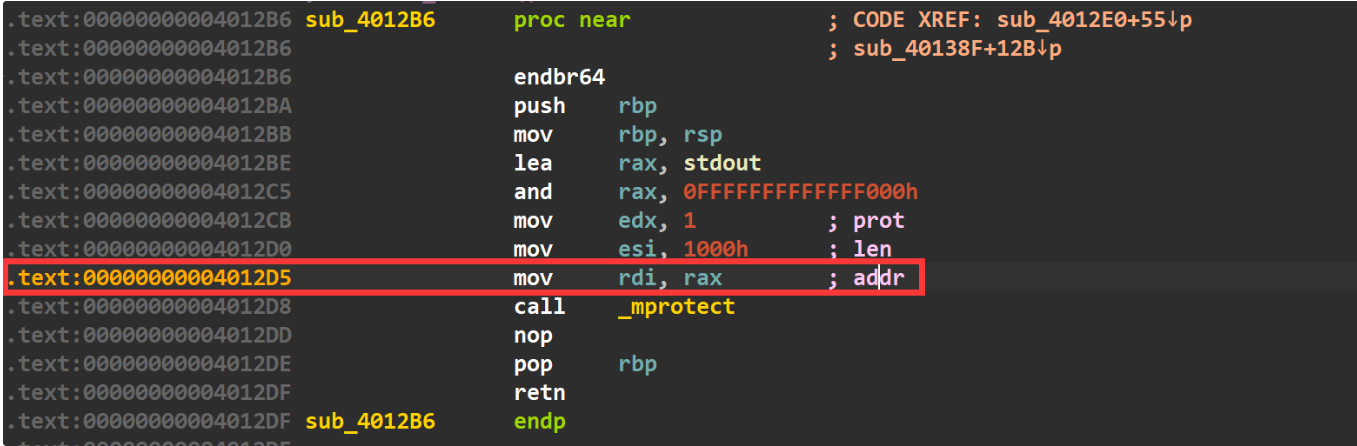 .text:00000000004012B6 sub_4012B6 proc near ; CODE XREF: sub_4012E0+55↓p
.text:00000000004012B6 ; sub_40138F+12B↓p
.text:00000000004012B6 endbr64
.text:00000000004012BA push rbp
.text:00000000004012BB mov rbp, rsp
.text:00000000004012BE lea rax, stdout
.text:00000000004012C5 and rax, 0FFFFFFFFFFFFF000h
.text:00000000004012CB mov edx, 1 ; prot
.text:00000000004012D0 mov esi, 1000h ; len
.text:00000000004012D5 mov rdi, rax ; addr
.text:00000000004012D8 call _mprotect
.text:00000000004012DD nop
.text:00000000004012DE pop rbp
.text:00000000004012DF retn
.text:00000000004012DF sub_4012B6 endp